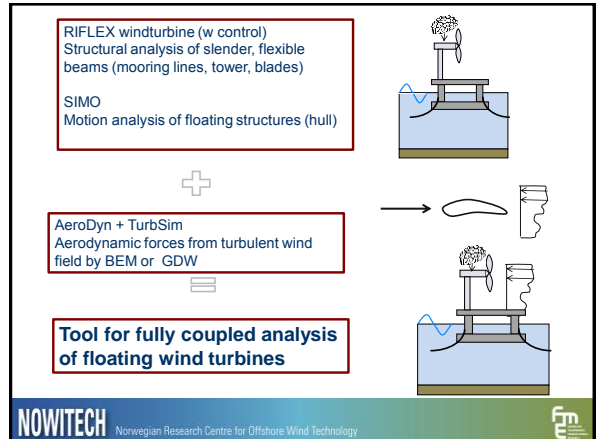 RIFLEX windturbine (w control)
Structural analysis of slender, flexible
beams (mooring lines, tower, blades)
SIMO
Motion analysis of floating structures (hull)
AeroDyn + TurbSim
Aerodynamic forces from turbulent wind
field by BEM or GDW
Tool for fully coupled analysis
of floating wind turbines
NOWITECH Norwegian Research Centre for Offshore Wind Technology